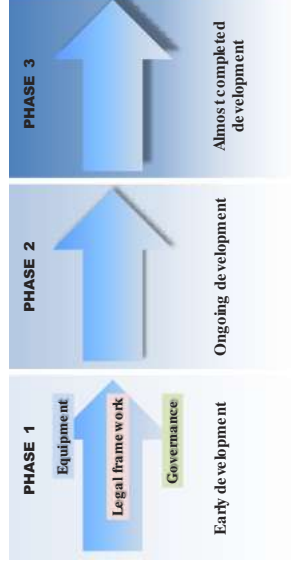 PHASE 1
Equipment
Legal framework
Governance
Early development
PHASE 2
Ongoing development
PHASE 3
Almost completed
development